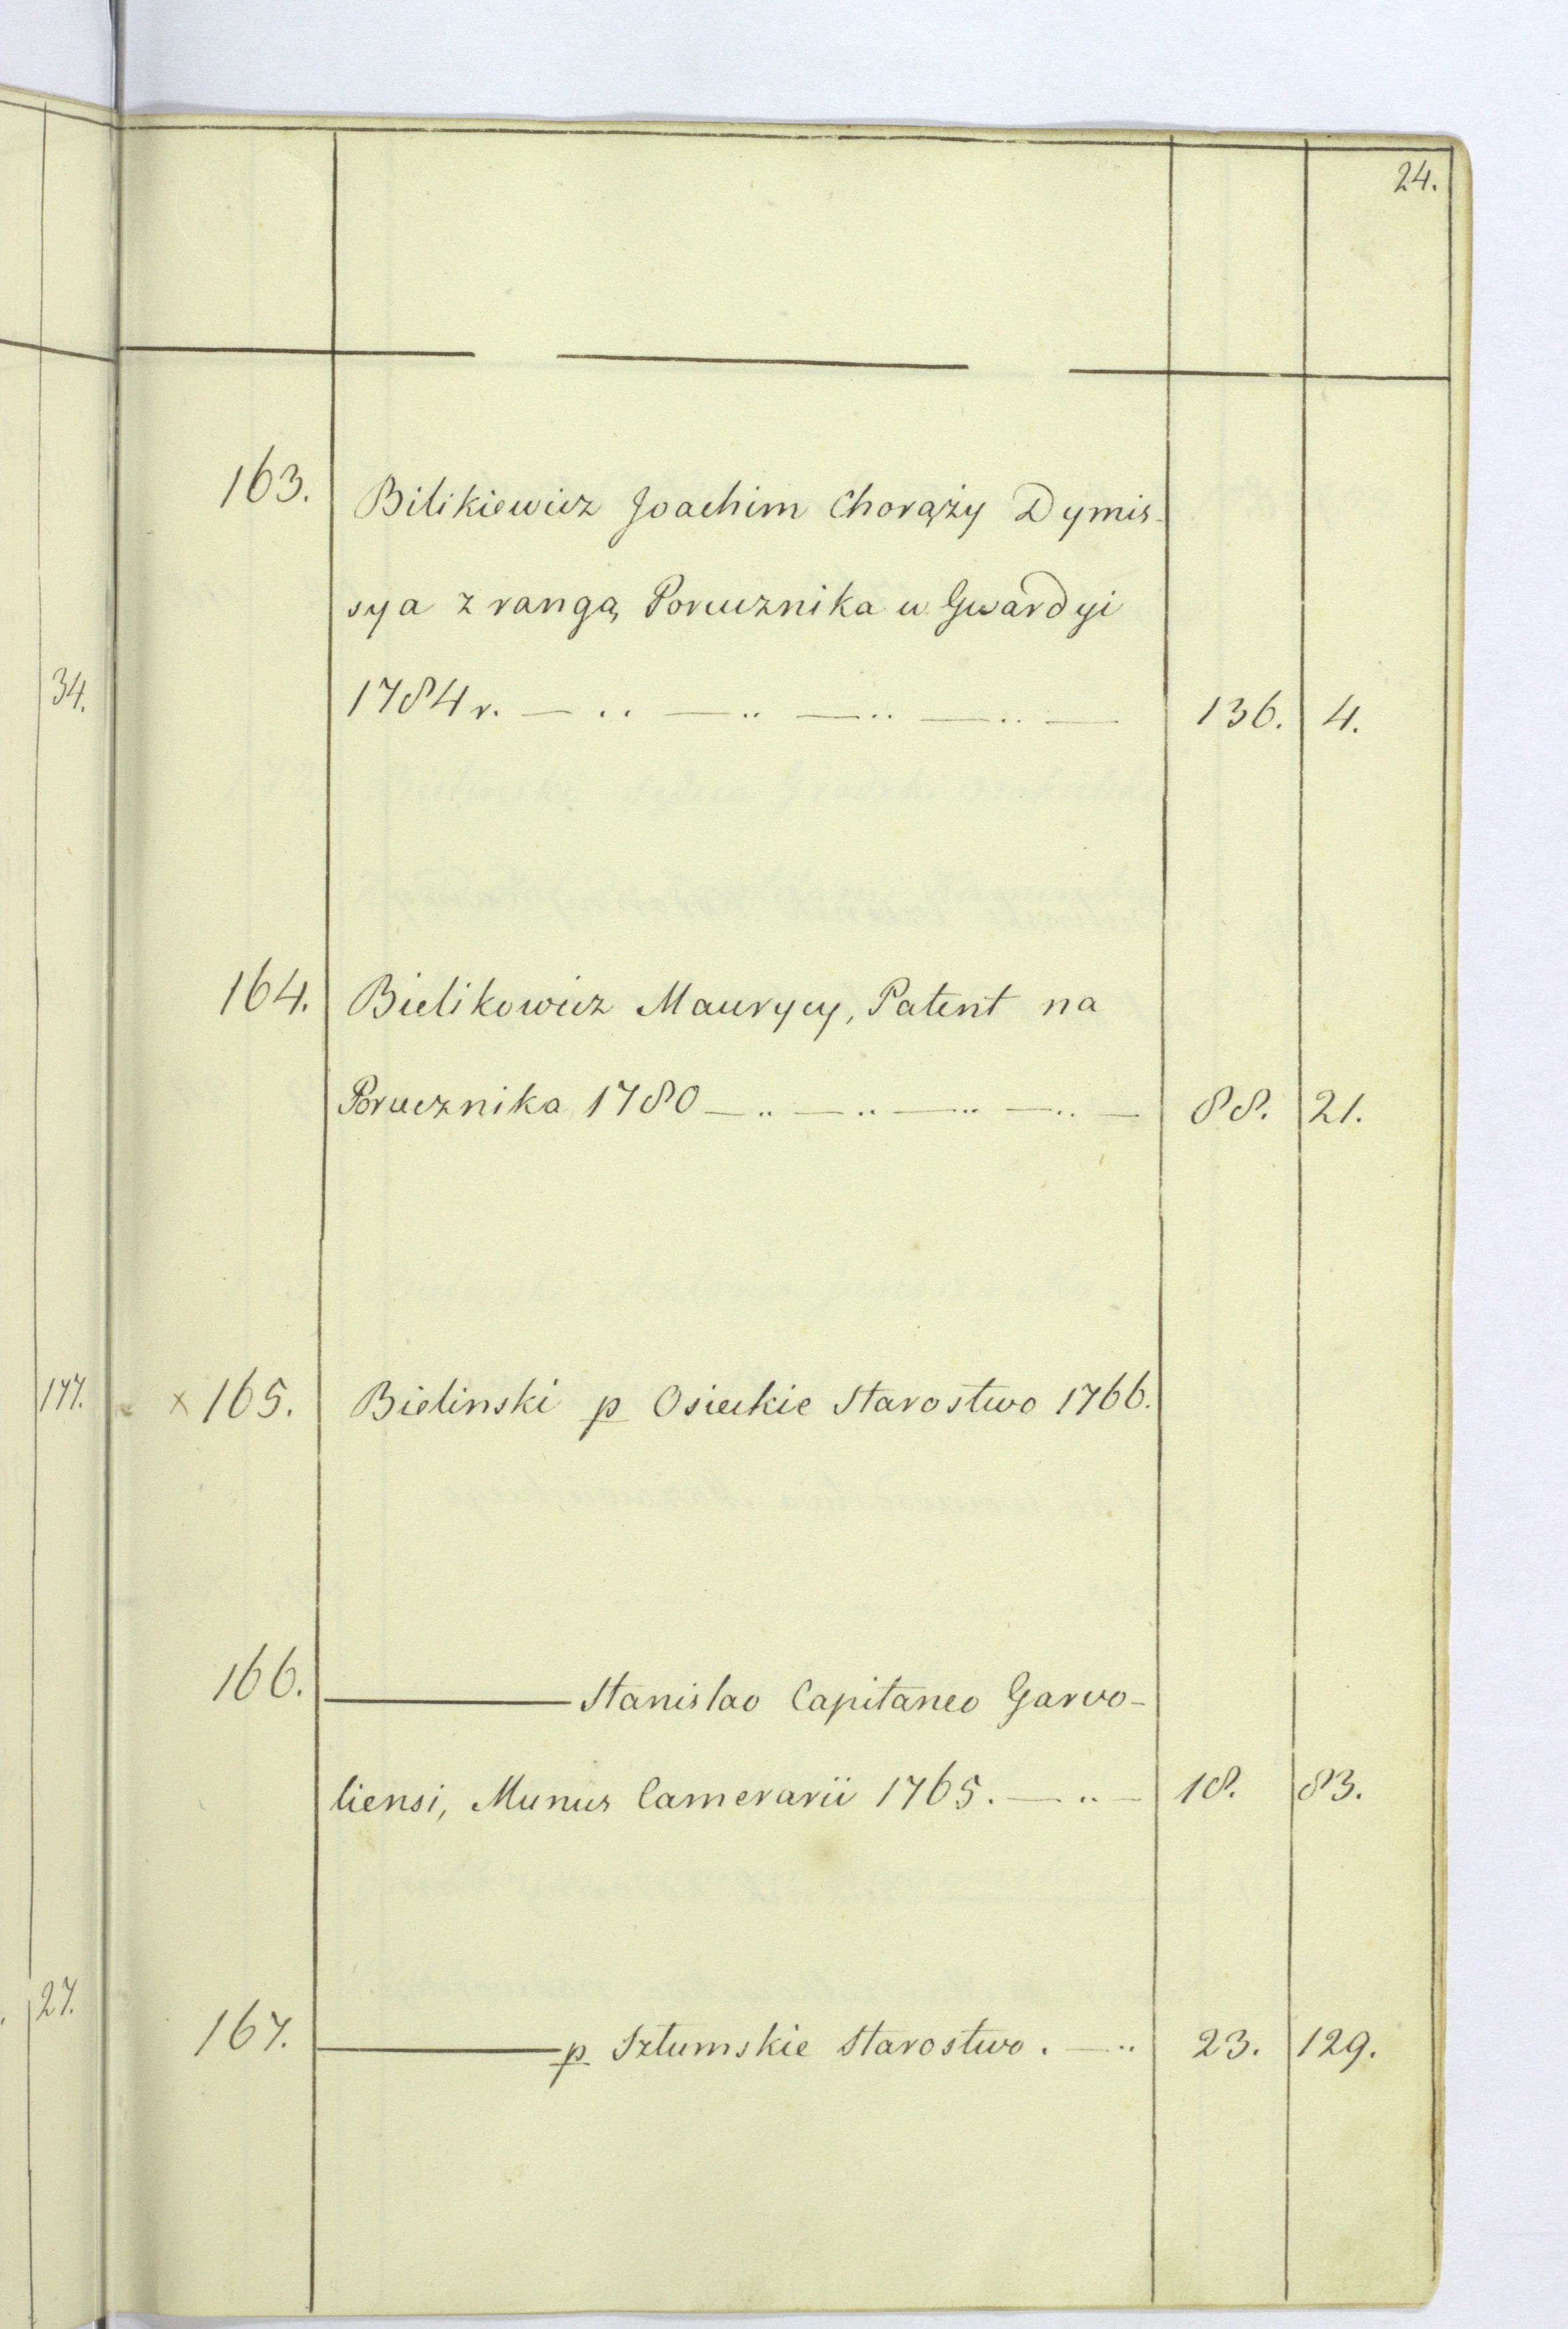 24.
34.
177.
27.
163. Bilikiewicz Joachim Chorąży Dymis-
sya z rangą Porucznika w Gwardyi
1784 r. — .. — .. — .. — .. — 136. 4.
164. Bielikowicz Maurycy, Patent na
Porucznika 1780 — .. — .. — .. — .. — 88. 21.
x 165. Bielinski p Osieckie Starostwo 1766.
166. ——— Stanislao Capitaneo Garvo-
liensi, Munus Camerarii 1765. — .. — 18. 83.
167. ——— p Sztumskie Starostwo. — .. 23. 129.